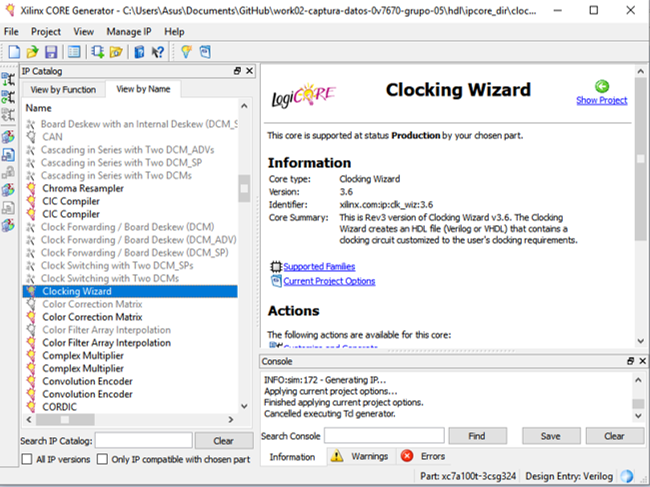 Xilinx CORE Generator - C:\Users\Asus\Documents\GitHub\work02-captura-datos-0v7670-grupo-05\hdl\ipcore_dir\cloc...
File Project View Manage IP Help
IP Catalog
View by Function View by Name
Name
Board Deskew with an Internal Deskew (DCM_S
CAN
Cascading in Series with Two DCM_ADVs
Cascading in Series with Two DCM_SP
Cascading in Series with Two DCMs
Chroma Resampler
CIC Compiler
CIC Compiler
Clock Forwarding / Board Deskew (DCM)
Clock Forwarding / Board Deskew (DCM_ADV)
Clock Forwarding / Board Deskew (DCM_SP)
Clock Switching with Two DCM_SPs
Clock Switching with Two DCMs
Clocking Wizard
Color Correction Matrix
Color Correction Matrix
Color Filter Array Interpolation
Color Filter Array Interpolation
Complex Multiplier
Complex Multiplier
Convolution Encoder
Convolution Encoder
CORDIC
Search IP Catalog: Clear
All IP versions Only IP compatible with chosen part
LogiCORE
Clocking Wizard
Show Project
This core is supported at status Production by your chosen part.
Information
Core type: Clocking Wizard
Version: 3.6
Identifier: xilinx.com:ip:clk_wiz:3.6
Core Summary: This is Rev3 version of Clocking Wizard v3.6. The Clocking
Wizard creates an HDL file (Verilog or VHDL) that contains a
clocking circuit customized to the user's clocking requirements.
Supported Families
Current Project Options
Actions
The following actions are available for this core:
Customize and Generate
Console
INFO:sim:172 - Generating IP...
Applying current project options...
Finished applying current project options.
Cancelled executing Tcl generator.
Search Console Find Save Clear
Information Warnings Errors
Part: xc7a100t-3csg324 Design Entry: Verilog